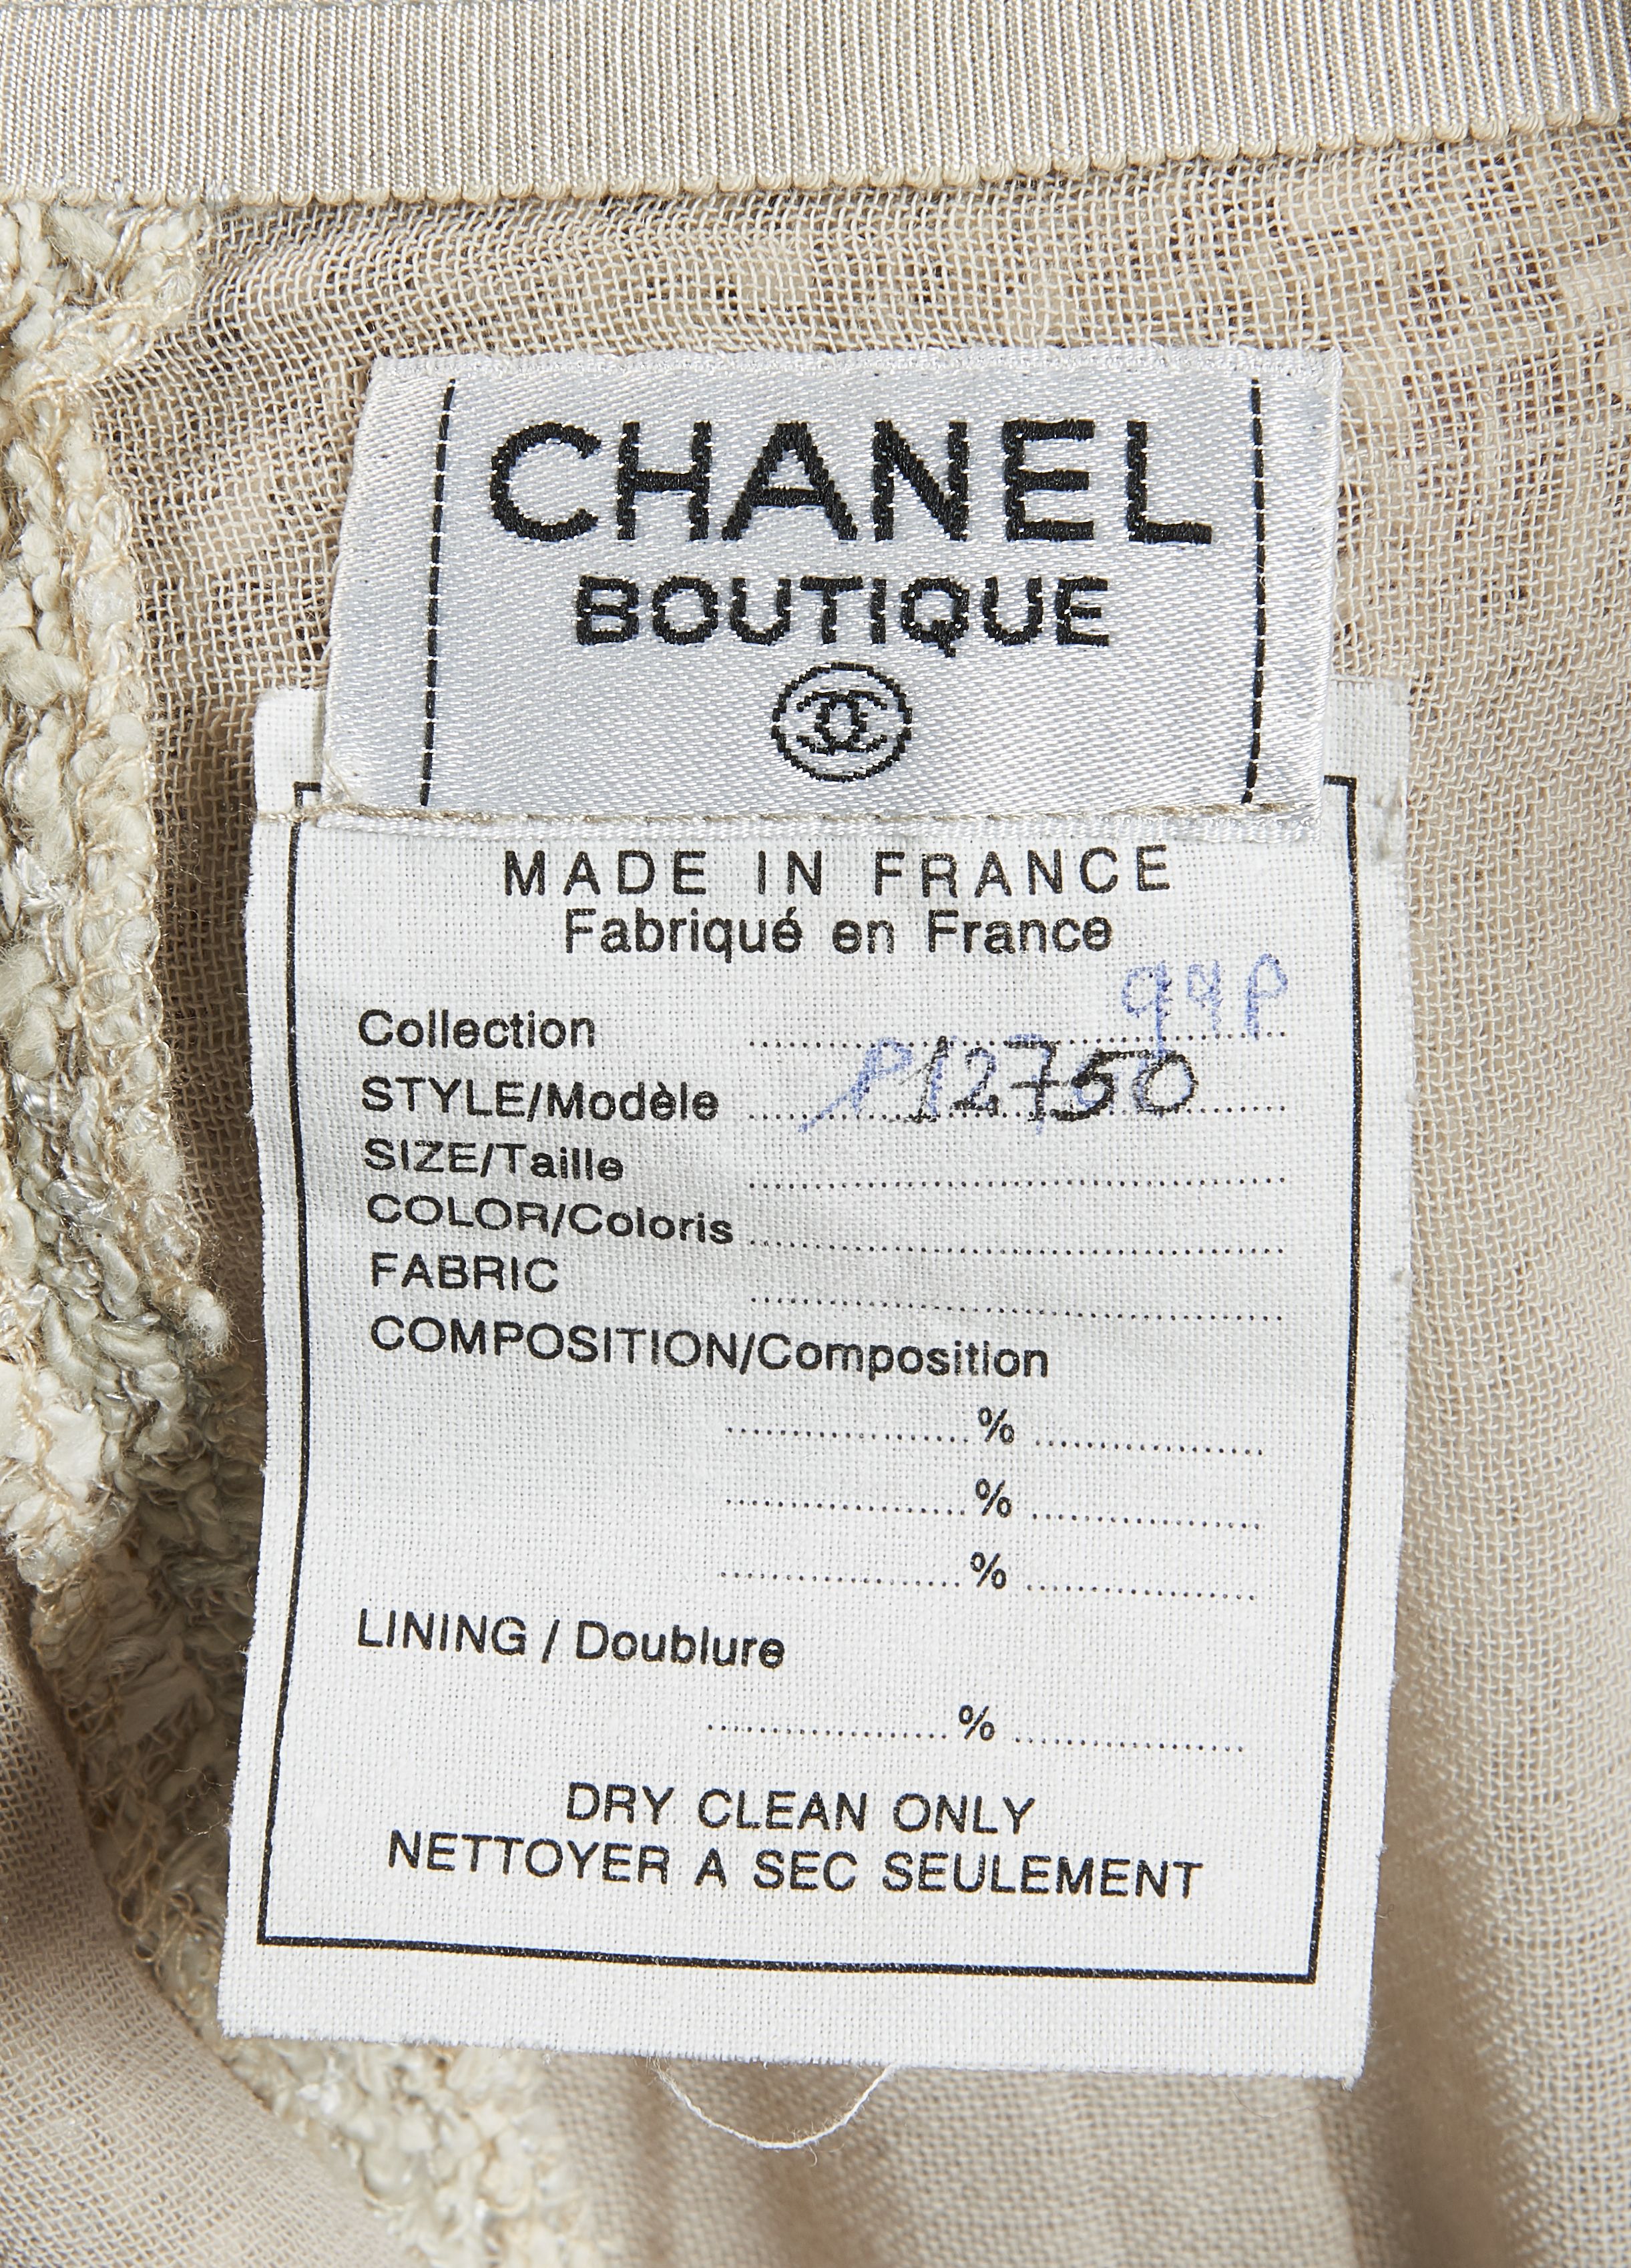 CHANEL
BOUTIQUE
MADE IN FRANCE
Fabriqué en France
Collection 99P
STYLE/Modèle P12750
SIZE/Taille
COLOR/Coloris
FABRIC
COMPOSITION/Composition
%
%
%
LINING / Doublure
%
DRY CLEAN ONLY
NETTOYER A SEC SEULEMENT